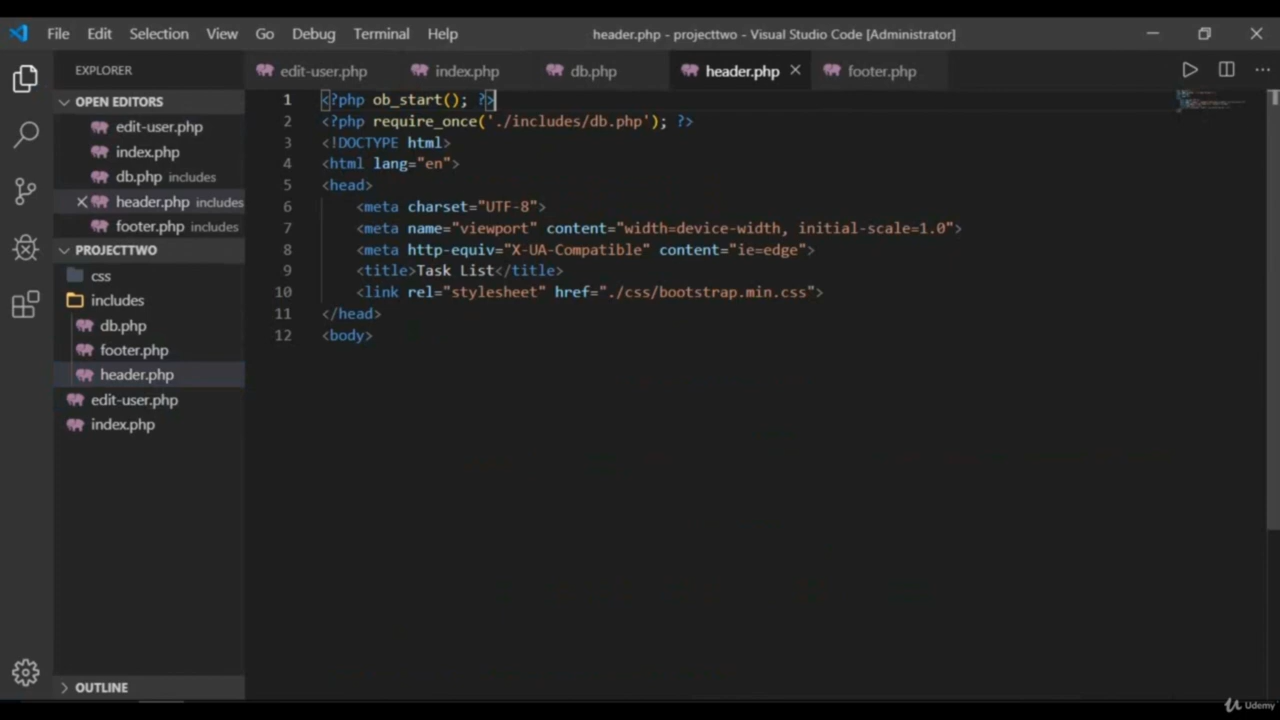 File Edit Selection View Go Debug Terminal Help header.php - projecttwo - Visual Studio Code [Administrator]
EXPLORER
edit-user.php index.php db.php header.php footer.php
OPEN EDITORS
edit-user.php
index.php
db.php includes
header.php includes
footer.php includes
PROJECTTWO
css
includes
db.php
footer.php
header.php
edit-user.php
index.php
OUTLINE
1 <?php ob_start(); ?>
2 <?php require_once('./includes/db.php'); ?>
3 <!DOCTYPE html>
4 <html lang="en">
5 <head>
6 <meta charset="UTF-8">
7 <meta name="viewport" content="width=device-width, initial-scale=1.0">
8 <meta http-equiv="X-UA-Compatible" content="ie=edge">
9 <title>Task List</title>
10 <link rel="stylesheet" href="./css/bootstrap.min.css">
11 </head>
12 <body>
Udemy